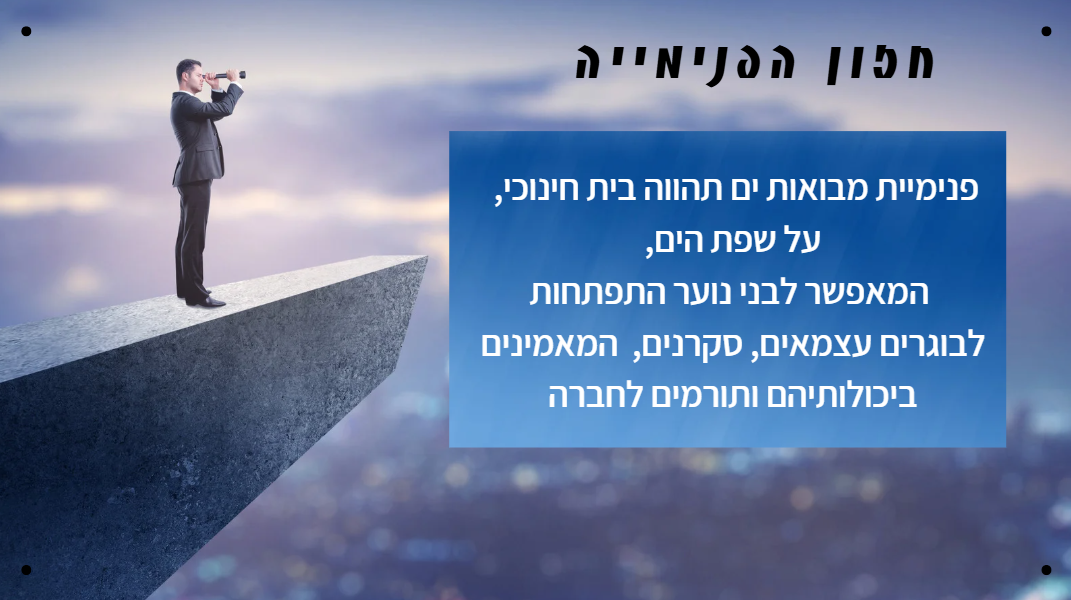 חזון הפנימייה
פנימיית מבואות ים תהווה בית חינוכי,
על שפת הים,
המאפשר לבני נוער התפתחות
לבוגרים עצמאים, סקרנים, המאמינים
ביכולותיהם ותורמים לחברה